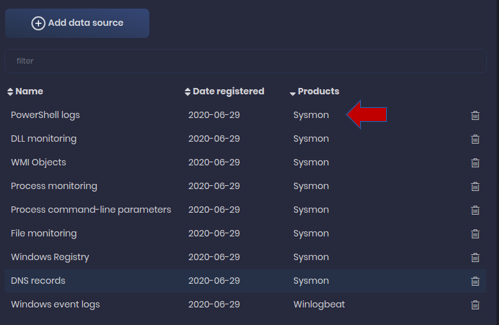 Add data source
filter
Name Date registered Products
PowerShell logs 2020-06-29 Sysmon
DLL monitoring 2020-06-29 Sysmon
WMI Objects 2020-06-29 Sysmon
Process monitoring 2020-06-29 Sysmon
Process command-line parameters 2020-06-29 Sysmon
File monitoring 2020-06-29 Sysmon
Windows Registry 2020-06-29 Sysmon
DNS records 2020-06-29 Sysmon
Windows event logs 2020-06-29 Winlogbeat